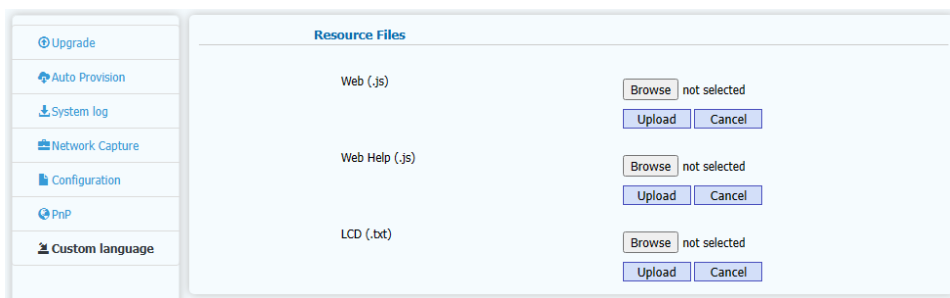 Upgrade
Auto Provision
System log
Network Capture
Configuration
PnP
Custom language
Resource Files
Web (.js)
Browse not selected
Upload Cancel
Web Help (.js)
Browse not selected
Upload Cancel
LCD (.txt)
Browse not selected
Upload Cancel